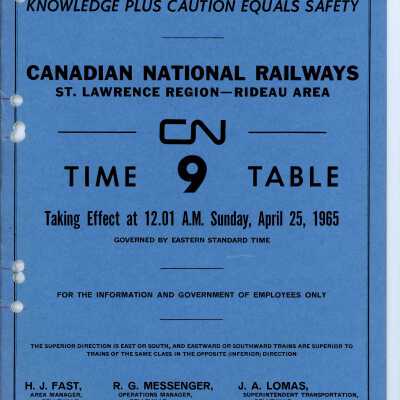 KNOWLEDGE PLUS CAUTION EQUALS SAFETY
CANADIAN NATIONAL RAILWAYS
ST. LAWRENCE REGION—RIDEAU AREA
CN
TIME 9 TABLE
Taking Effect at 12.01 A.M. Sunday, April 25, 1965
GOVERNED BY EASTERN STANDARD TIME
FOR THE INFORMATION AND GOVERNMENT OF EMPLOYEES ONLY
THE SUPERIOR DIRECTION IS EAST OR SOUTH, AND EASTWARD OR SOUTHWARD TRAINS ARE SUPERIOR TO
TRAINS OF THE SAME CLASS IN THE OPPOSITE (INFERIOR) DIRECTION
H. J. FAST, R. G. MESSENGER, J. A. LOMAS,
AREA MANAGER, OPERATIONS MANAGER, SUPERINTENDENT TRANSPORTATION,